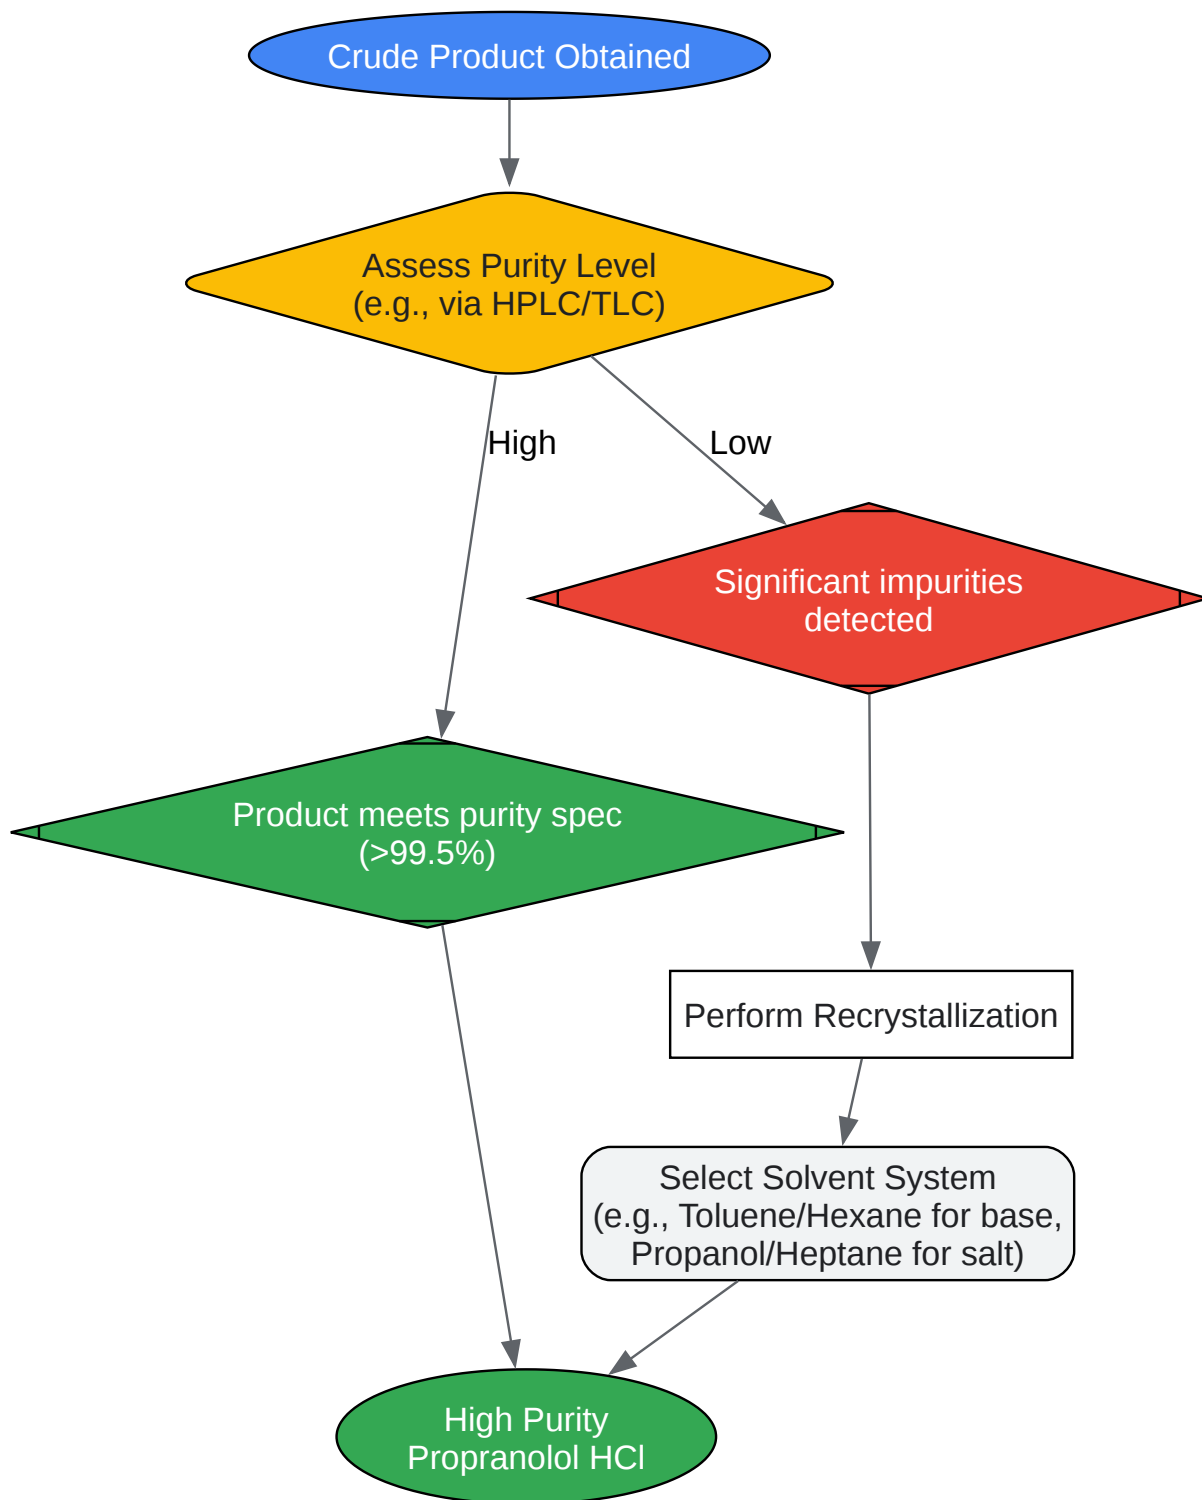 Crude Product Obtained
Assess Purity Level
(e.g., via HPLC/TLC)
High
Low
Significant impurities
detected
Product meets purity spec
(>99.5%)
Perform Recrystallization
Select Solvent System
(e.g., Toluene/Hexane for base,
Propanol/Heptane for salt)
High Purity
Propranolol HCl